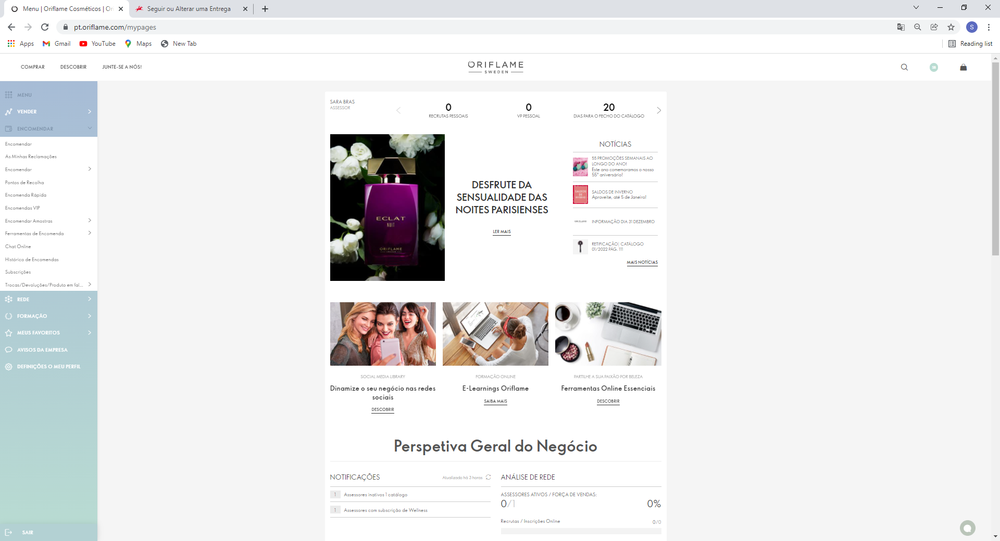 Menu | Oriflame Cosméticos | Or
Seguir ou Alterar uma Entrega
pt.oriflame.com/mypages
S
Apps
Gmail
YouTube
Maps
New Tab
Reading list
COMPRAR
DESCOBRIR
JUNTE-SE A NÓS!
ORIFLAME
SWEDEN
SB
MENU
VENDER
ENCOMENDAR
Encomendar
As Minhas Reclamações
Encomendar
Pontos de Recolha
Encomenda Rápida
Encomendas VIP
Encomendar Amostras
Ferramentas de Encomenda
Chat Online
Histórico de Encomendas
Subscrições
Trocas/Devoluções/Produto em fal...
REDE
FORMAÇÃO
MEUS FAVORITOS
AVISOS DA EMPRESA
DEFINIÇÕES O MEU PERFIL
SAIR
SARA BRAS
ASSESSOR
0
RECRUTAS PESSOAIS
0
VP PESSOAL
20
DIAS PARA O FECHO DO CATÁLOGO
ECLAT
NUIT
ORIFLAME
SWEDEN
DESFRUTE DA
SENSUALIDADE DAS
NOITES PARISIENSES
LER MAIS
NOTÍCIAS
55 PROMOÇÕES SEMANAIS AO
LONGO DO ANO!
Este ano comemoramos o nosso
55º aniversário!
SALDOS
DE
INVERNO
SALDOS DE INVERNO
Aproveite, até 5 de Janeiro!
ORIFLAME
INFORMAÇÃO DIA 31 DEZEMBRO
RETIFICAÇÃO| CATÁLOGO
01/2022 PÁG. 111
MAIS NOTÍCIAS
SOCIAL MEDIA LIBRARY
Dinamize o seu negócio nas redes
sociais
DESCOBRIR
FORMAÇÃO ONLINE
E-Learnings Oriflame
SAIBA MAIS
PARTILHE A SUA PAIXÃO POR BELEZA
Ferramentas Online Essenciais
DESCOBRIR
Perspetiva Geral do Negócio
NOTIFICAÇÕES
Atualizado há 3 horas
1 Assessores inativos 1 catálogo
1 Assessores com subscrição de Wellness
ANÁLISE DE REDE
ASSESSORES ATIVOS / FORÇA DE VENDAS:
0/1
0%
Recrutas / Inscrições Online
0/0